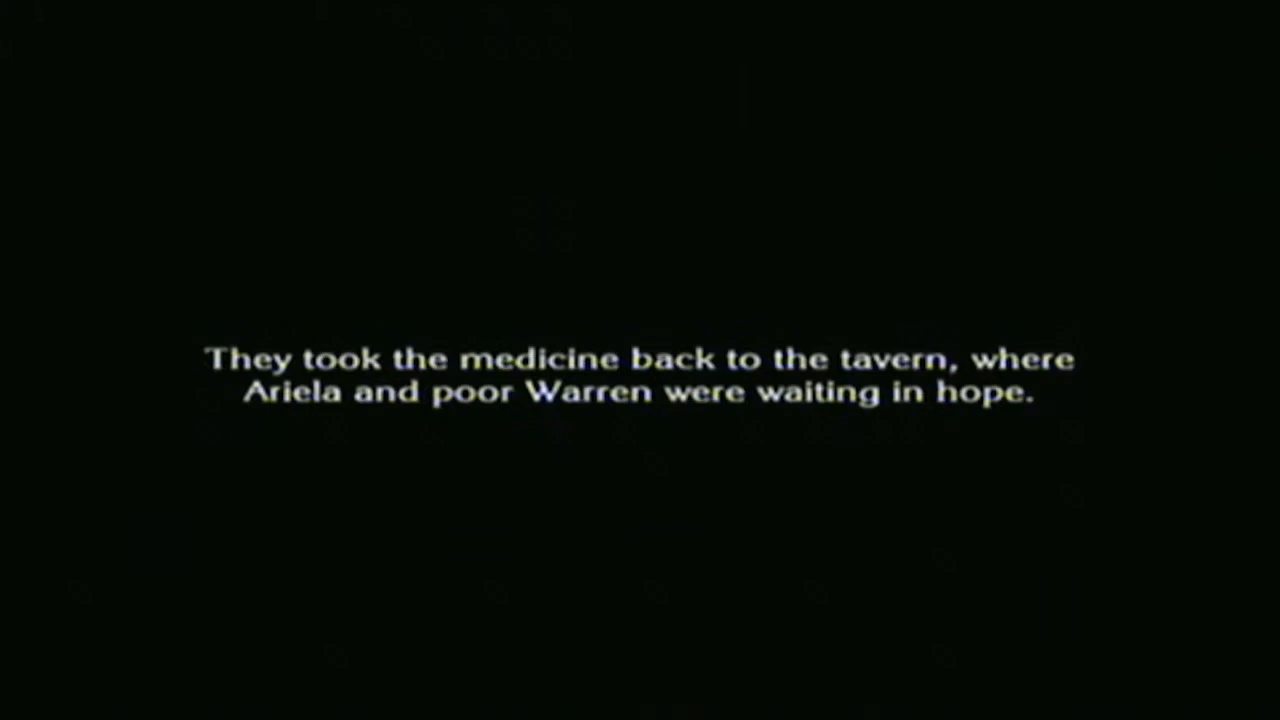 They took the medicine back to the tavern, where
Ariela and poor Warren were waiting in hope.